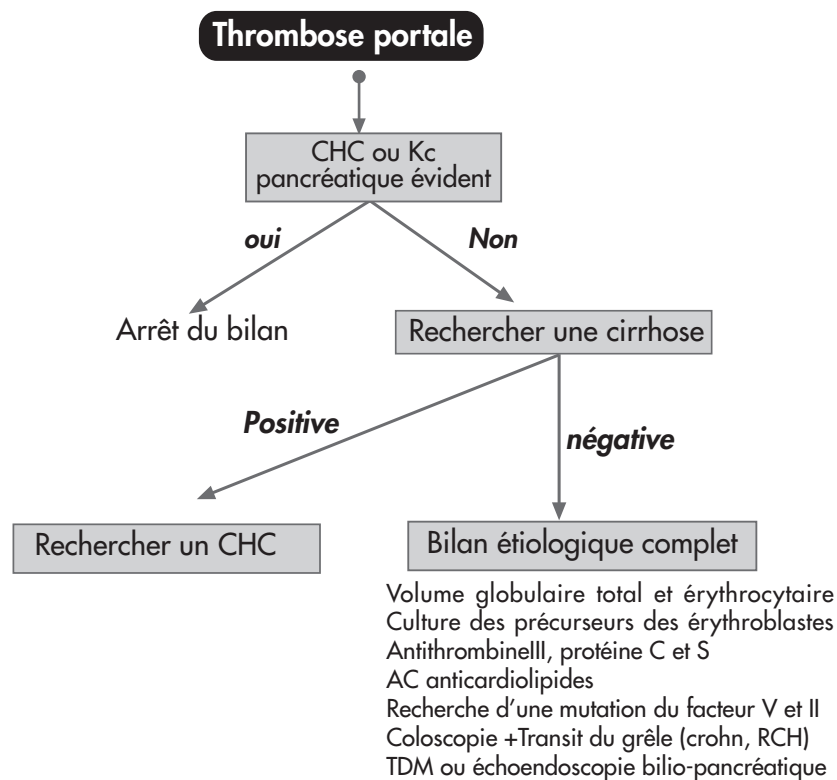 Thrombose portale
CHC ou Kc
pancréatique évident
oui
Non
Arrêt du bilan
Rechercher une cirrhose
Positive
négative
Rechercher un CHC
Bilan étiologique complet
Volume globulaire total et érythrocytaire
Culture des précurseurs des érythroblastes
AntithrombineIII, protéine C et S
AC anticardiolipides
Recherche d'une mutation du facteur V et II
Coloscopie +Transit du grêle (crohn, RCH)
TDM ou échoendoscopie bilio-pancréatique